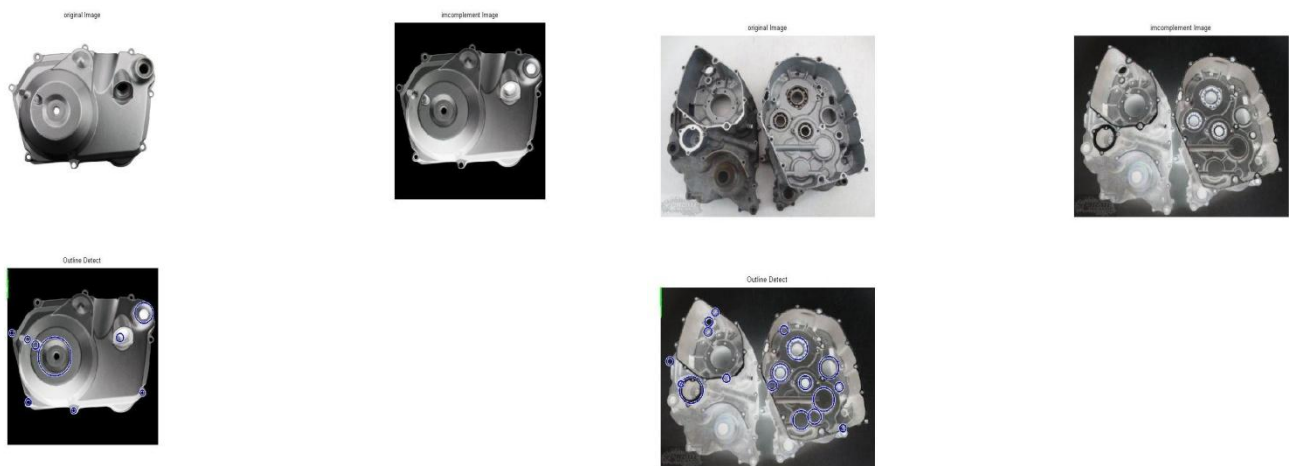 original Image
imcomplement Image
Outline Detect
original Image
imcomplement Image
Outline Detect